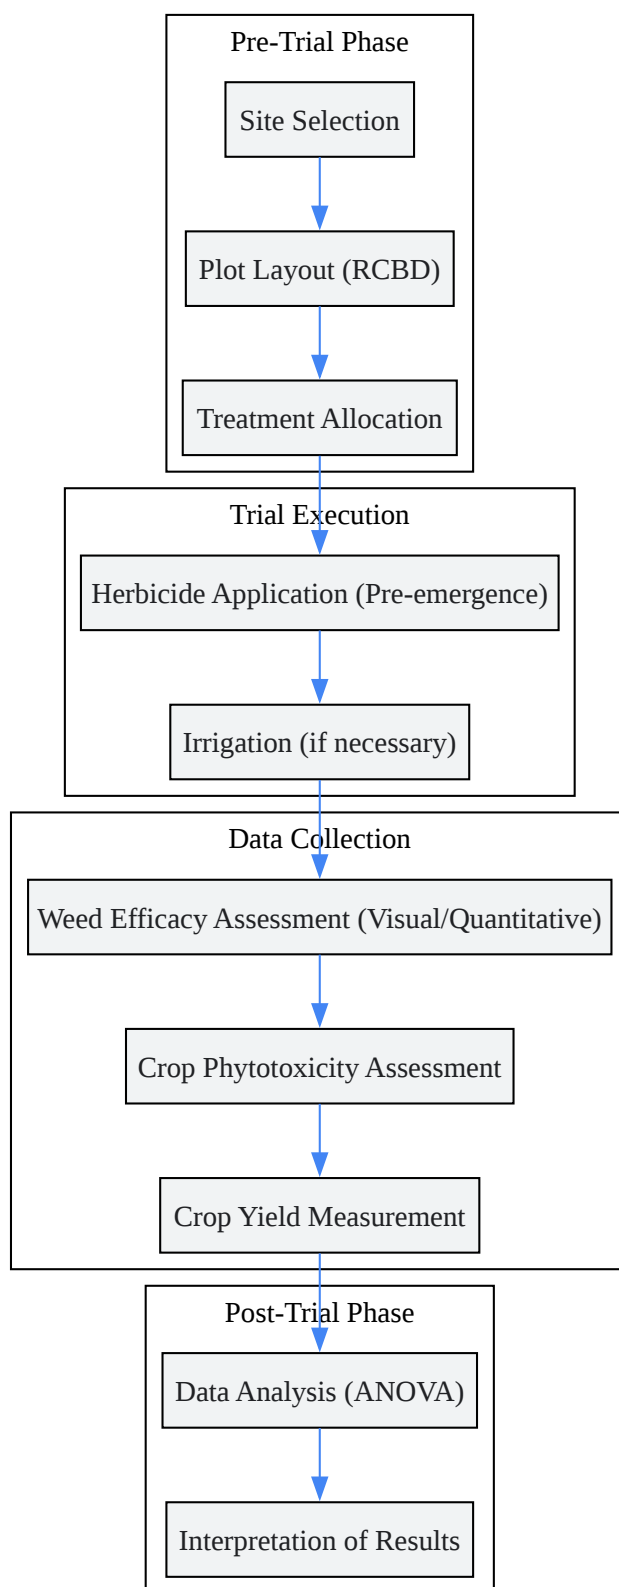 Pre-Trial Phase
Site Selection
Plot Layout (RCBD)
Treatment Allocation
Trial Execution
Herbicide Application (Pre-emergence)
Irrigation (if necessary)
Data Collection
Weed Efficacy Assessment (Visual/Quantitative)
Crop Phytotoxicity Assessment
Crop Yield Measurement
Post-Trial Phase
Data Analysis (ANOVA)
Interpretation of Results